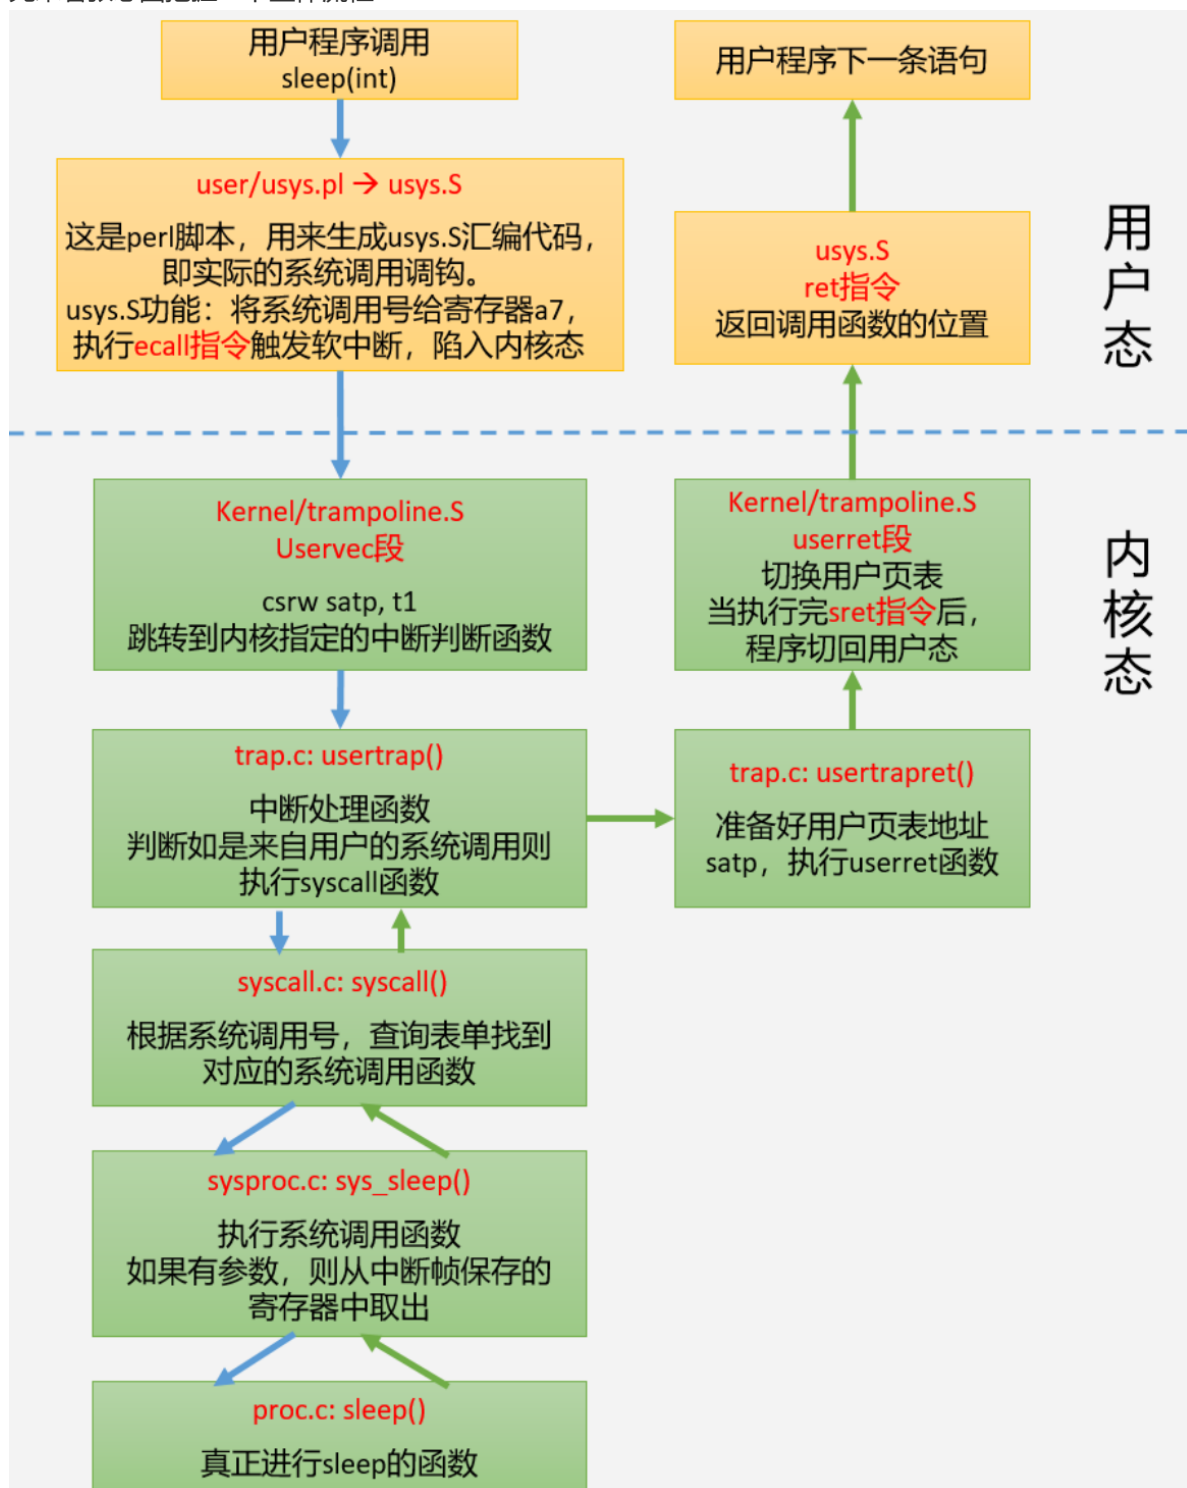 用户程序调用
sleep(int)
user/usys.pl → usys.S
这是perl脚本，用来生成usys.S汇编代码，
即实际的系统调用调钩。
usys.S功能：将系统调用号给寄存器a7，
执行ecall指令触发软中断，陷入内核态
Kernel/trampoline.S
Uservec段
csrw satp, t1
跳转到内核指定的中断判断函数
trap.c: usertrap()
中断处理函数
判断如是来自用户的系统调用则
执行syscall函数
syscall.c: syscall()
根据系统调用号，查询表单找到
对应的系统调用函数
sysproc.c: sys_sleep()
执行系统调用函数
如果有参数，则从中断帧保存的
寄存器中取出
proc.c: sleep()
真正进行sleep的函数
trap.c: usertrapret()
准备好用户页表地址
satp，执行userret函数
Kernel/trampoline.S
userret段
切换用户页表
当执行完sret指令后，
程序切回用户态
usys.S
ret指令
返回调用函数的位置
用户程序下一条语句
用户态
内核态